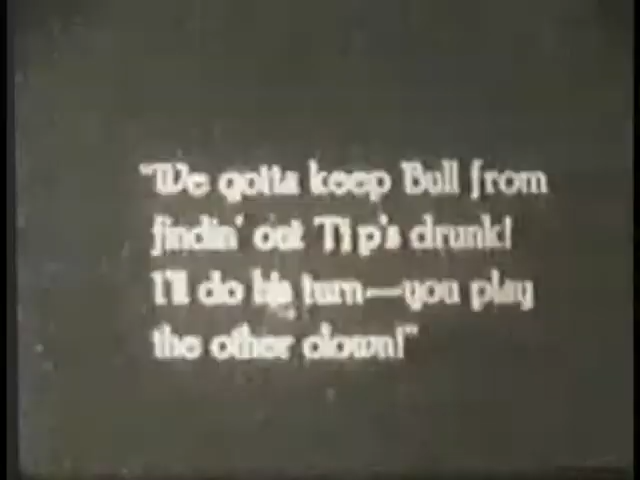 "We gotta keep Bull from
findin' out Tip's drunk!
I'll do his turn—you play
the other clown!"